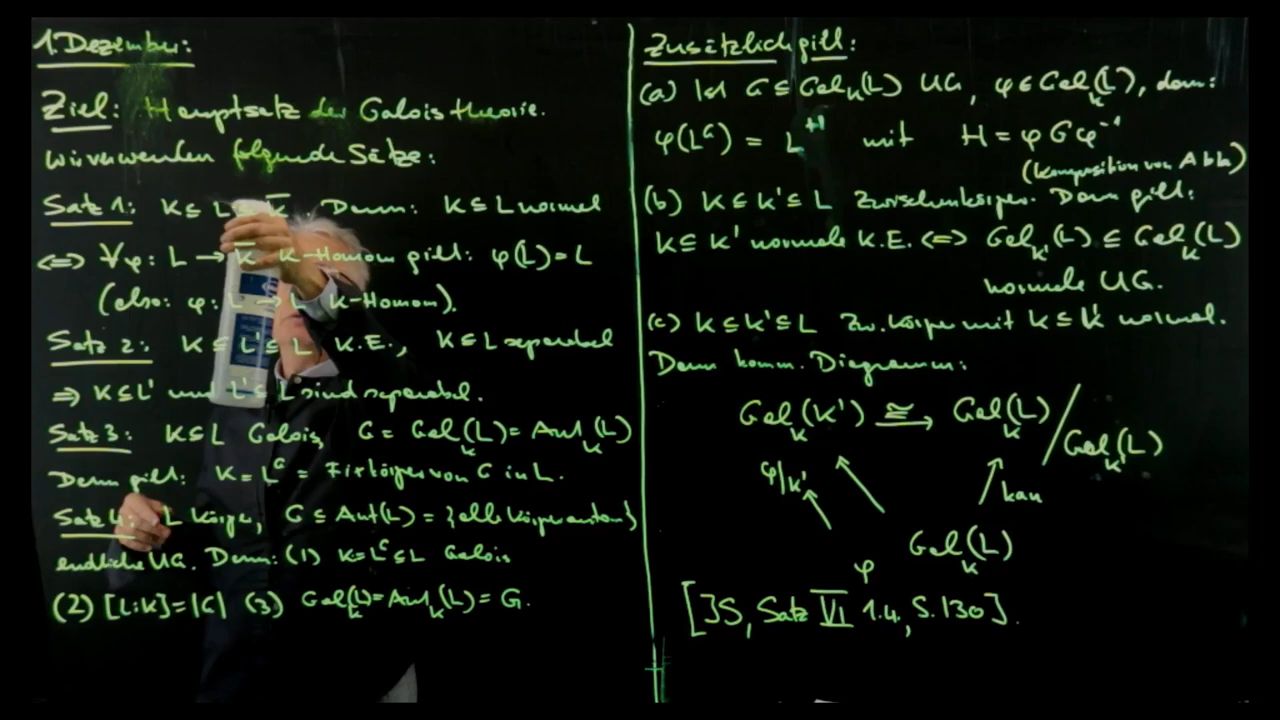 1. Dezember:
Ziel: Hauptsatz der Galoistheorie.
Wir verwenden folgende Sätze:
Satz 1: K ⊆ L ⊆ K̅. Dann: K ⊆ L normal
⟺ ∀φ: L → K̅ K-Homom gilt: φ(L) = L
(also: φ: L → L K-Homom).
Satz 2: K ⊆ L' ⊆ L K.E., K ⊆ L separabel
⇒ K ⊆ L' und L' ⊆ L sind separabel.
Satz 3: K ⊆ L Galois, G = Gal_K(L) = Aut_K(L)
Dann gilt: K = L^G = Fixkörper von G in L.
Satz 4: L Körper, G ⊆ Aut(L) = {alle Körperautom}
endliche UG. Dann: (1) K = L^G ⊆ L Galois
(2) [L:K] = |G| (3) Gal_K(L) = Aut_K(L) = G.
Zusätzlich gilt:
(a) Ist G ⊆ Gal_K(L) UG, φ ∈ Gal_K(L), dann:
φ(L^G) = L^H mit H = φGφ^-1
(Komposition von Abb)
(b) K ⊆ K' ⊆ L Zwischenkörper. Dann gilt:
K ⊆ K' normale K.E. ⟺ Gal_K'(L) ⊆ Gal_K(L)
normale UG.
(c) K ⊆ K' ⊆ L Zw.Körper mit K ⊆ K' normal.
Dann komm. Diagramm:
Gal_K(K') ≅→ Gal_K(L) / Gal_K'(L)
φ/K' ↖ ↖ ↗ kan
Gal_K(L)
φ
[JS, Satz VI 1.4, S.130].